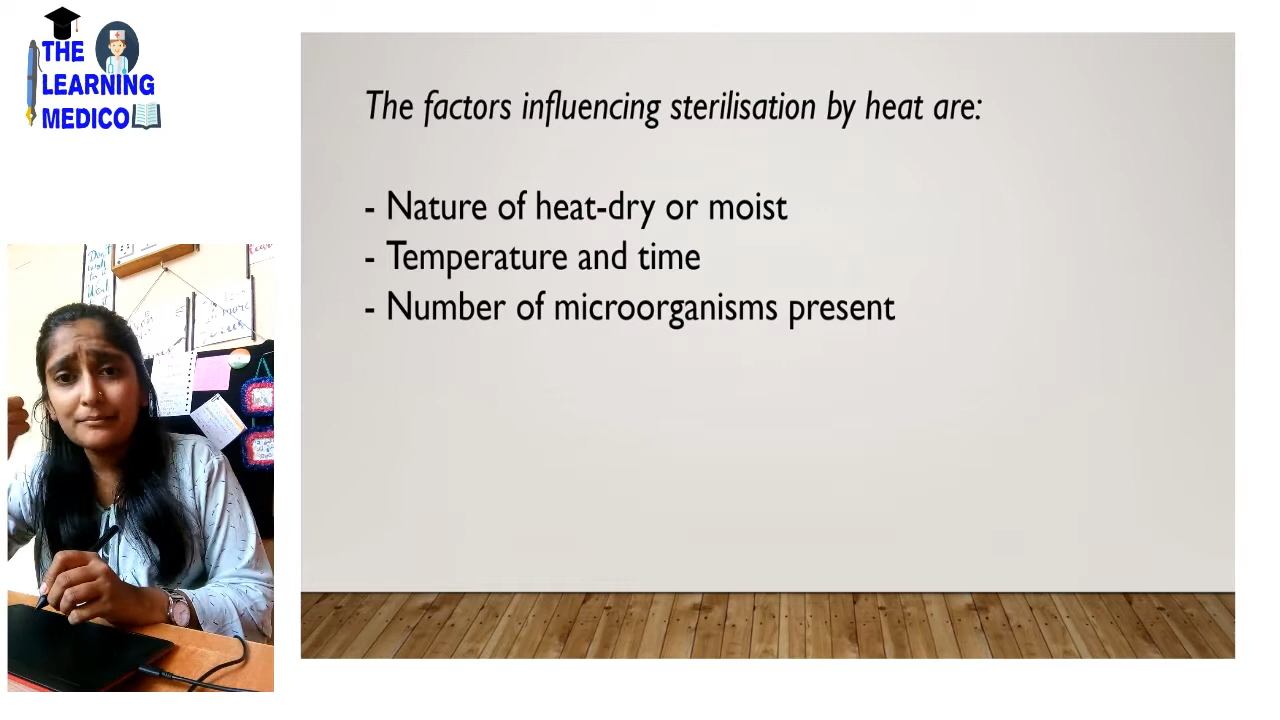 THE
LEARNING
MEDICO
The factors influencing sterilisation by heat are:
- Nature of heat-dry or moist
- Temperature and time
- Number of microorganisms present